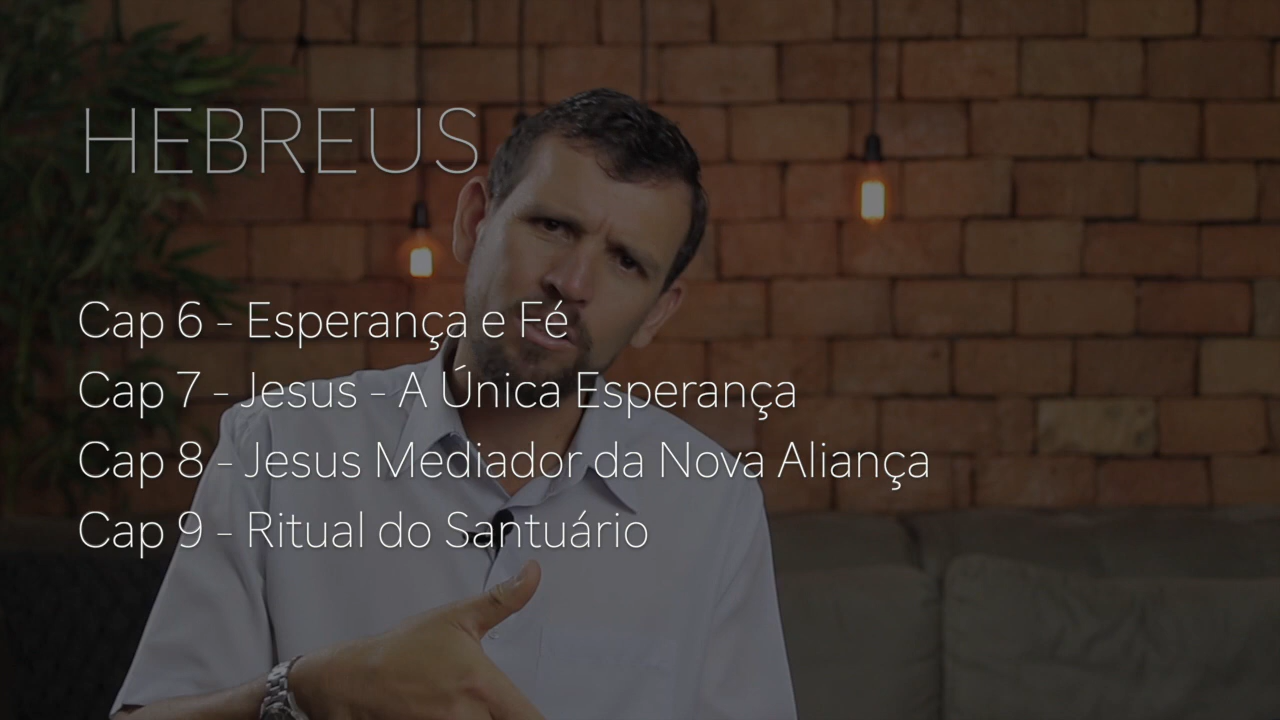 HEBREUS
Cap 6 - Esperança e Fé
Cap 7 - Jesus - A Única Esperança
Cap 8 - Jesus Mediador da Nova Aliança
Cap 9 - Ritual do Santuário